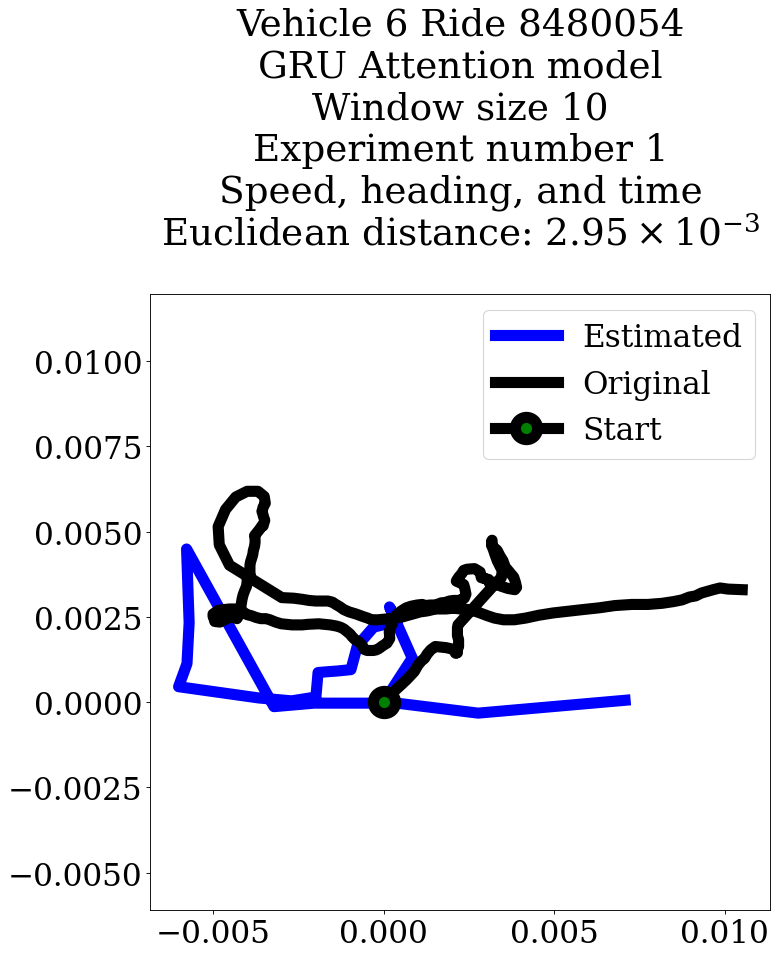 Vehicle 6 Ride 8480054
GRU Attention model
Window size 10
Experiment number 1
Speed, heading, and time
Euclidean distance: 2.95 × 10⁻³
Estimated
Original
Start
0.0100
0.0075
0.0050
0.0025
0.0000
−0.0025
−0.0050
−0.005 0.000 0.005 0.010